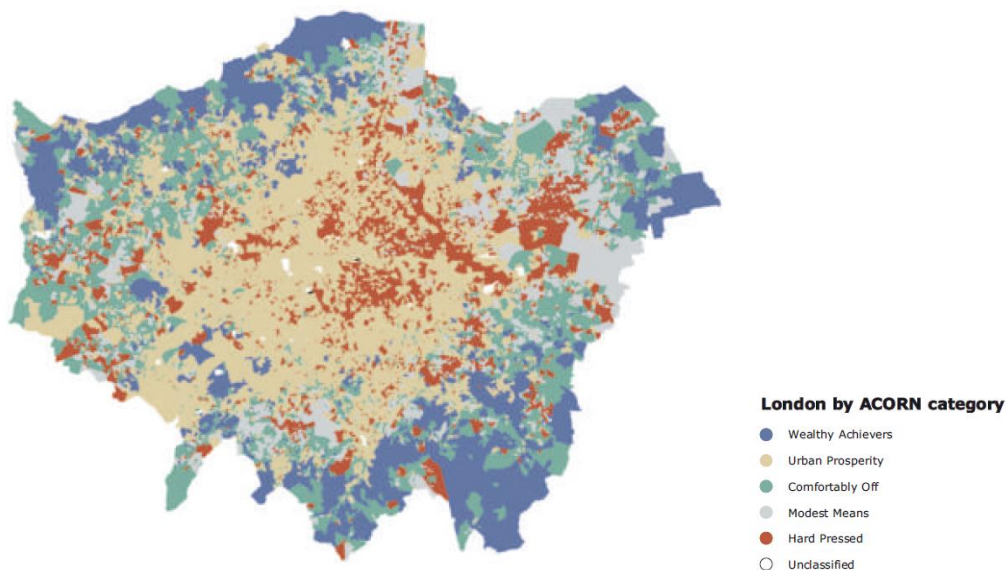 London by ACORN category
Wealthy Achievers
Urban Prosperity
Comfortably Off
Modest Means
Hard Pressed
Unclassified